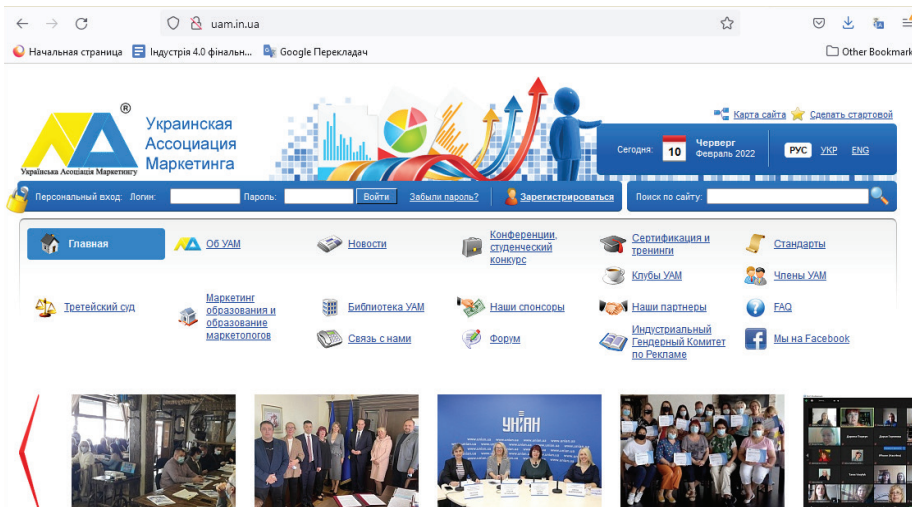 uam.in.ua
Начальная страница Індустрія 4.0 фінальн... Google Перекладач Other Bookmark
®
Украинская
Ассоциация
Маркетинга
Українська Асоціація Маркетингу
Карта сайта Сделать стартовой
Сегодня: 10 Червер
Февраль 2022
РУС УКР ENG
Персональный вход: Логин: Пароль: Войти Забыли пароль? Зарегистрироваться Поиск по сайту:
Главная
Об УАМ
Новости
Конференции,
студенческий
конкурс
Сертификация и
тренинги
Стандарты
Клубы УАМ
Члены УАМ
Третейский суд
Маркетинг
образования и
образование
маркетологов
Библиотека УАМ
Наши спонсоры
Наши партнеры
FAQ
Связь с нами
Форум
Индустриальный
Гендерный Комитет
по Рекламе
Мы на Facebook
УНІАН